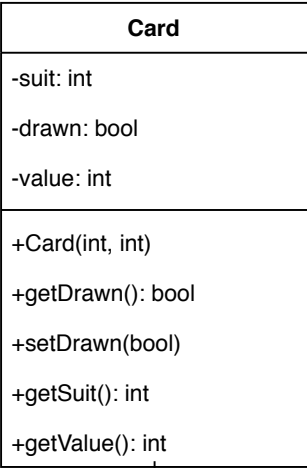 Card
-suit: int
-drawn: bool
-value: int
+Card(int, int)
+getDrawn(): bool
+setDrawn(bool)
+getSuit(): int
+getValue(): int